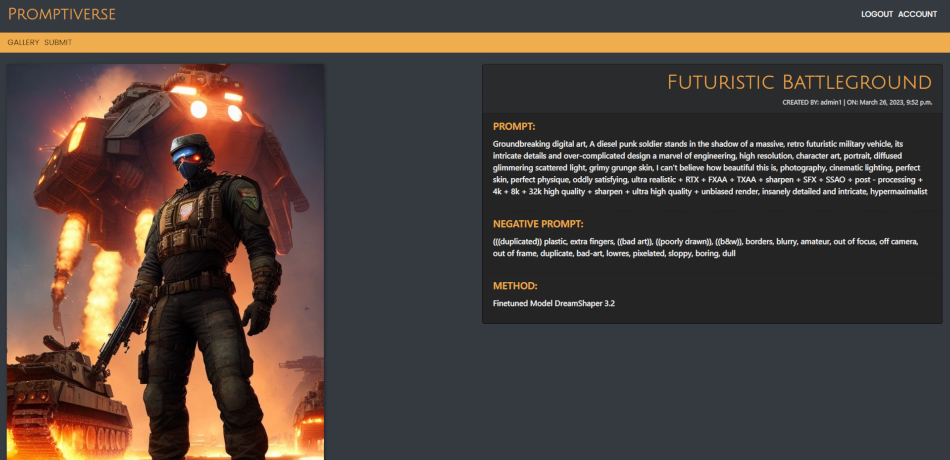 Promptiverse
LOGOUT ACCOUNT
GALLERY SUBMIT
Futuristic Battleground
CREATED BY: admin1 | ON: March 26, 2023, 9:52 p.m.
PROMPT:
Groundbreaking digital art, A diesel punk soldier stands in the shadow of a massive, retro futuristic military vehicle, its
intricate details and over-complicated design a marvel of engineering, high resolution, character art, portrait, diffused
glimmering scattered light, grimy grunge skin, I can't believe how beautiful this is, photography, cinematic lighting, perfect
skin, perfect physique, oddly satisfying, ultra realistic + RTX + FXAA + TXAA + sharpen + SFX + SSAO + post - processing +
4k + 8k + 32k high quality + sharpen + ultra high quality + unbiased render, insanely detailed and intricate, hypermaximalist
NEGATIVE PROMPT:
(((duplicated)) plastic, extra fingers, ((bad art)), ((poorly drawn)), ((b&w)), borders, blurry, amateur, out of focus, off camera,
out of frame, duplicate, bad-art, lowres, pixelated, sloppy, boring, dull
METHOD:
Finetuned Model DreamShaper 3.2